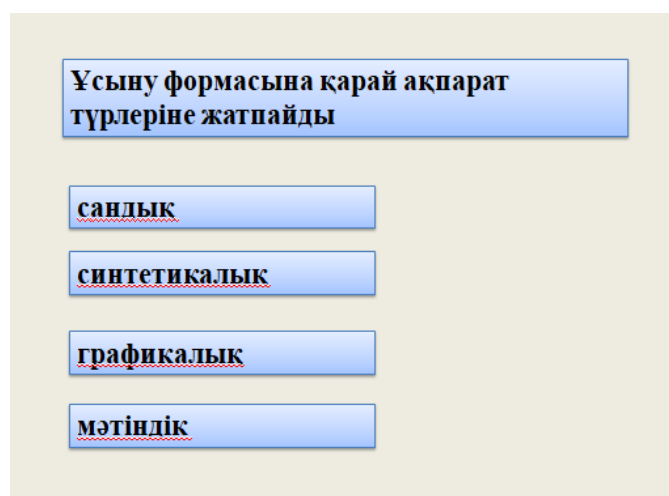 Ұсыну формасына қарай ақпарат
түрлеріне жатпайды
сандық
синтетикалық
графикалық
мәтіндік